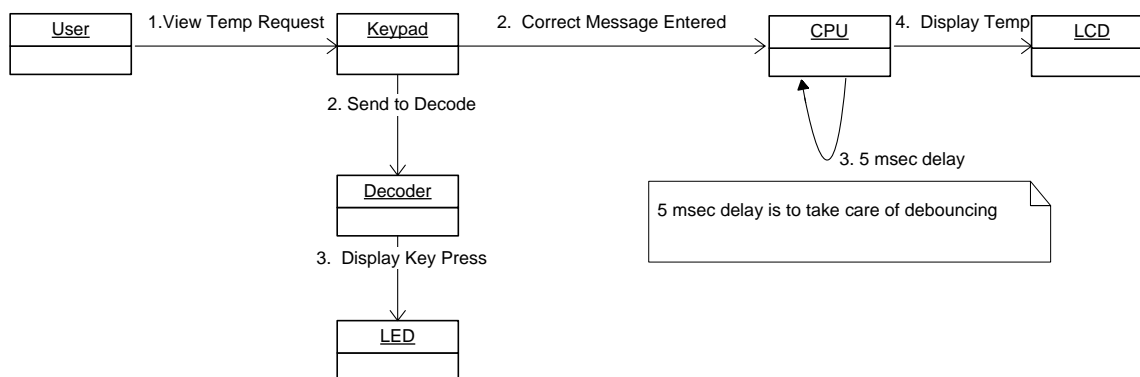 User
1.View Temp Request
Keypad
2. Correct Message Entered
CPU
4. Display Temp
LCD
2. Send to Decode
3. 5 msec delay
Decoder
5 msec delay is to take care of debouncing
3. Display Key Press
LED